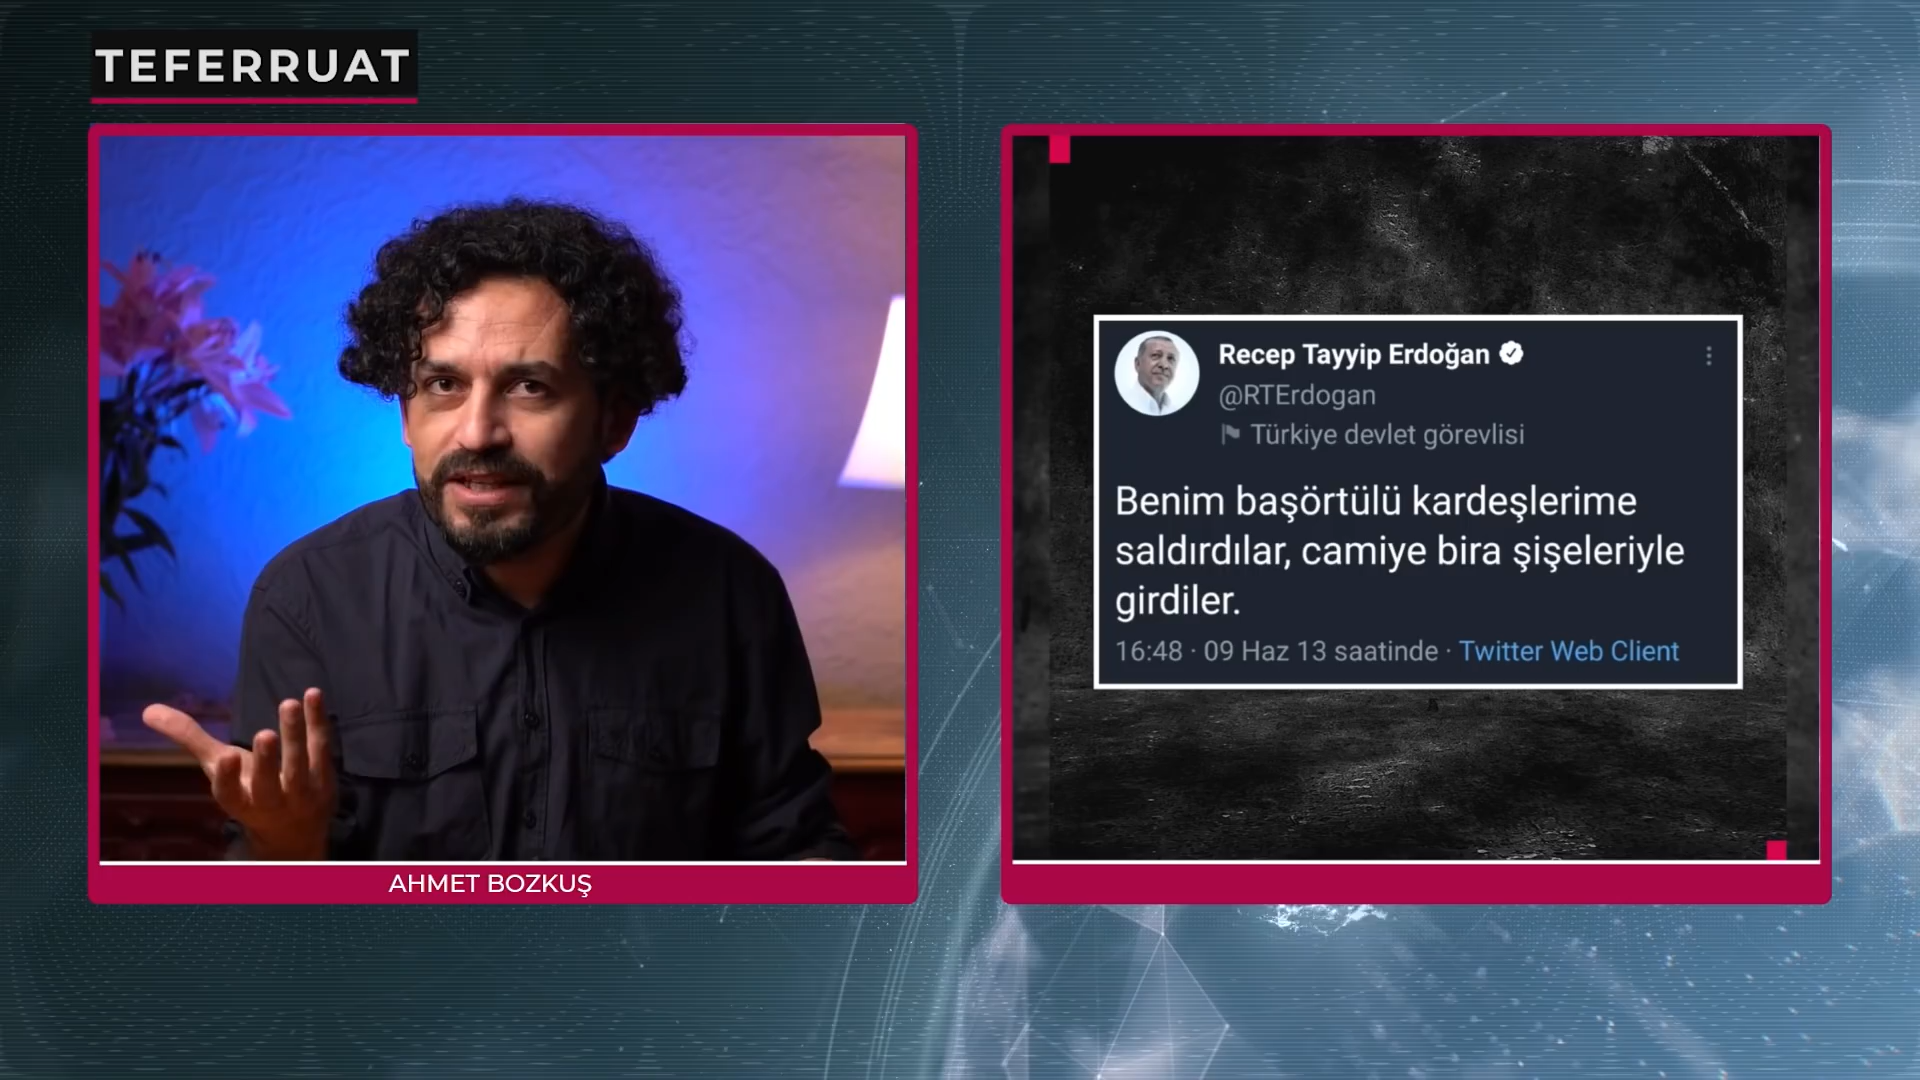 TEFERRUAT
AHMET BOZKUŞ
Recep Tayyip Erdoğan
@RTErdogan
Türkiye devlet görevlisi
Benim başörtülü kardeşlerime
saldırdılar, camiye bira şişeleriyle
girdiler.
16:48 · 09 Haz 13 saatinde · Twitter Web Client